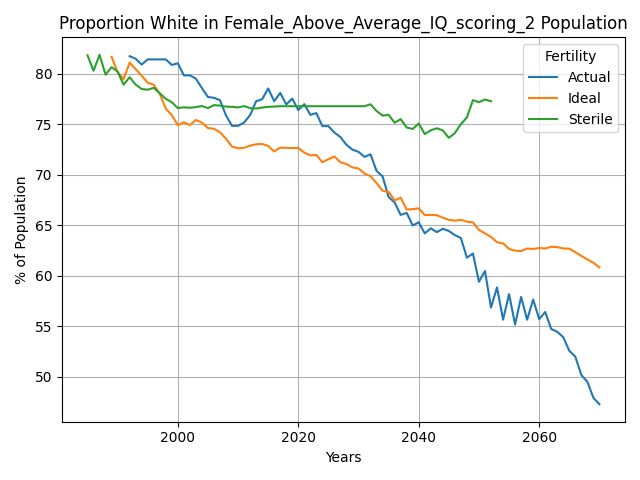 Proportion White in Female_Above_Average_IQ_scoring_2 Population
Fertility
Actual
Ideal
Sterile
% of Population
80
75
70
65
60
55
50
2000
2020
2040
2060
Years